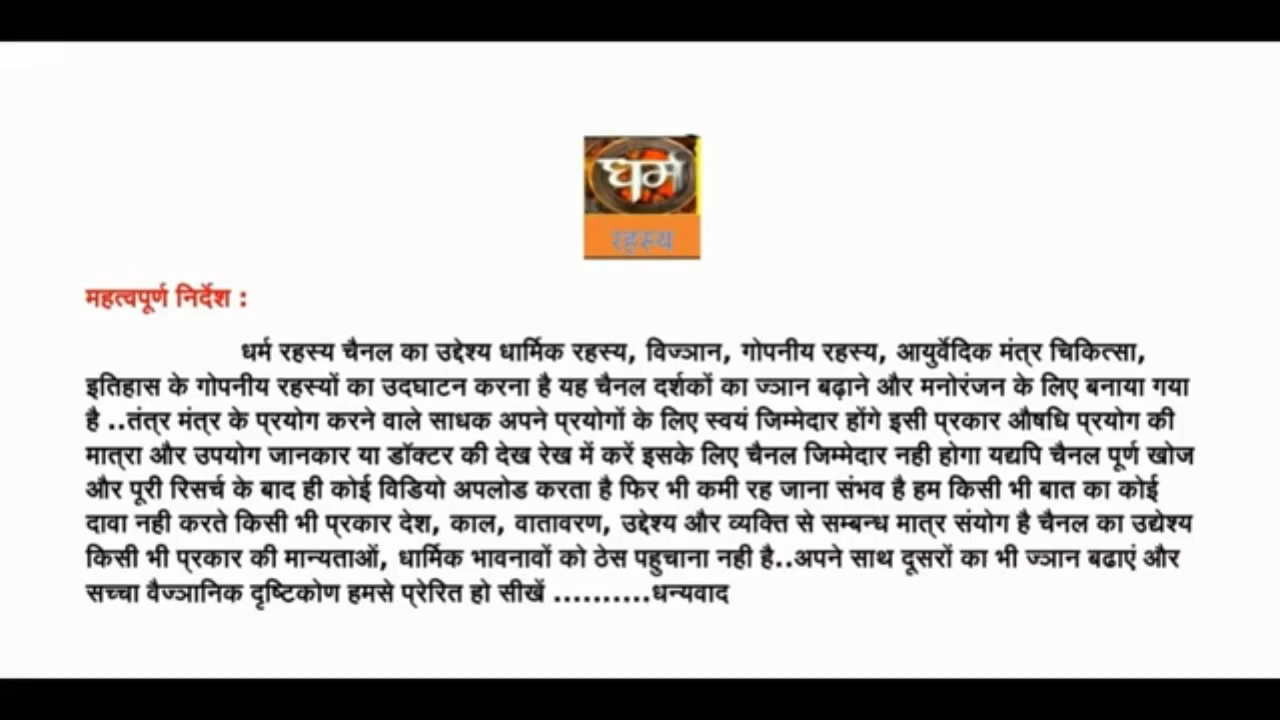 धर्म
रहस्य
महत्वपूर्ण निर्देश :
धर्म रहस्य चैनल का उद्देश्य धार्मिक रहस्य, विज्ञान, गोपनीय रहस्य, आयुर्वेदिक मंत्र चिकित्सा,
इतिहास के गोपनीय रहस्यों का उदघाटन करना है यह चैनल दर्शकों का ज्ञान बढ़ाने और मनोरंजन के लिए बनाया गया
है ..तंत्र मंत्र के प्रयोग करने वाले साधक अपने प्रयोगों के लिए स्वयं जिम्मेदार होंगे इसी प्रकार औषधि प्रयोग की
मात्रा और उपयोग जानकार या डॉक्टर की देख रेख में करें इसके लिए चैनल जिम्मेदार नही होगा यद्यपि चैनल पूर्ण खोज
और पूरी रिसर्च के बाद ही कोई विडियो अपलोड करता है फिर भी कमी रह जाना संभव है हम किसी भी बात का कोई
दावा नही करते किसी भी प्रकार देश, काल, वातावरण, उद्देश्य और व्यक्ति से सम्बन्ध मात्र संयोग है चैनल का उद्येश्य
किसी भी प्रकार की मान्यताओं, धार्मिक भावनावों को ठेस पहुचाना नही है..अपने साथ दूसरों का भी ज्ञान बढाएं और
सच्चा वैज्ञानिक दृष्टिकोण हमसे प्रेरित हो सीखें ..........धन्यवाद